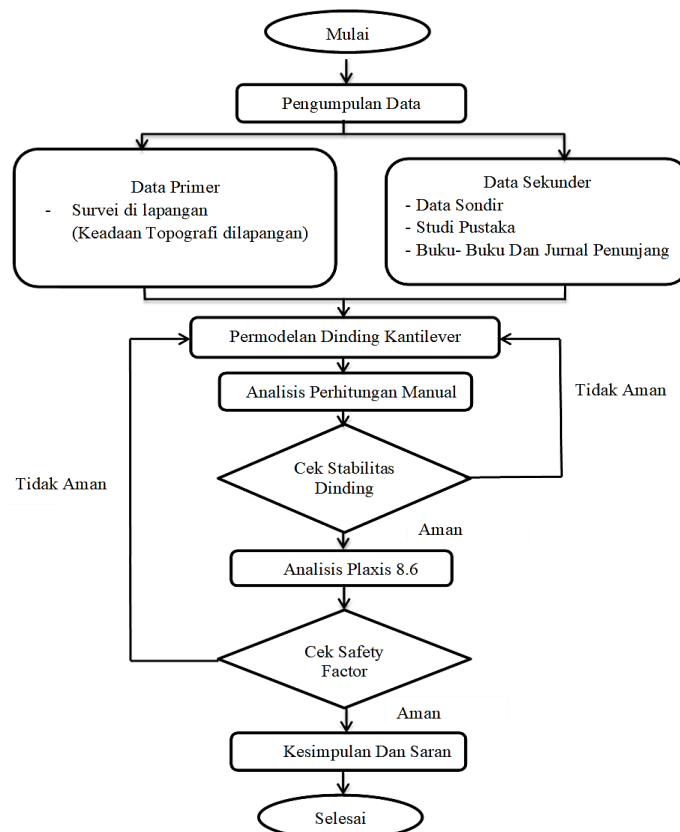 Mulai
Pengumpulan Data
Data Primer
- Survei di lapangan
(Keadaan Topografi dilapangan)
Data Sekunder
- Data Sondir
- Studi Pustaka
- Buku- Buku Dan Jurnal Penunjang
Permodelan Dinding Kantilever
Analisis Perhitungan Manual
Tidak Aman
Cek Stabilitas
Dinding
Tidak Aman
Aman
Analisis Plaxis 8.6
Cek Safety
Factor
Aman
Kesimpulan Dan Saran
Selesai